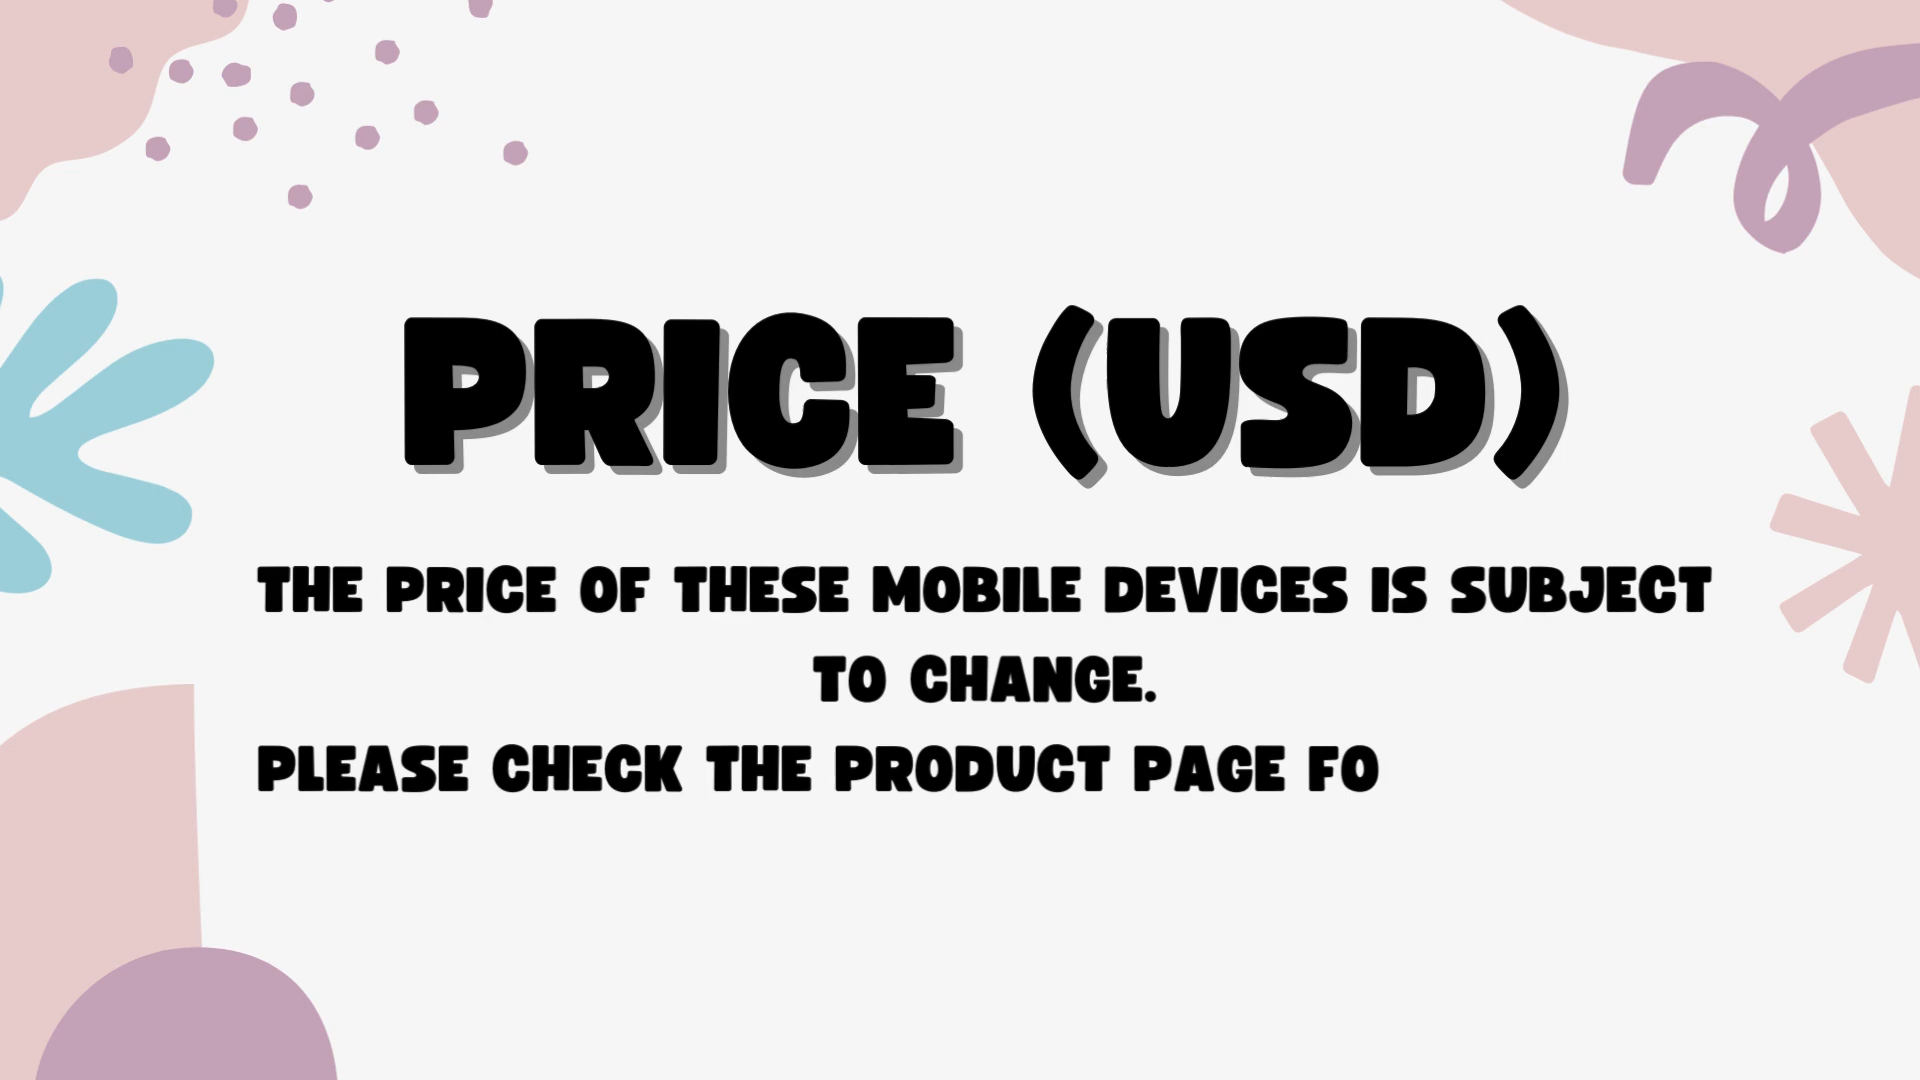 PRICE (USD)
THE PRICE OF THESE MOBILE DEVICES IS SUBJECT
TO CHANGE.
PLEASE CHECK THE PRODUCT PAGE FO